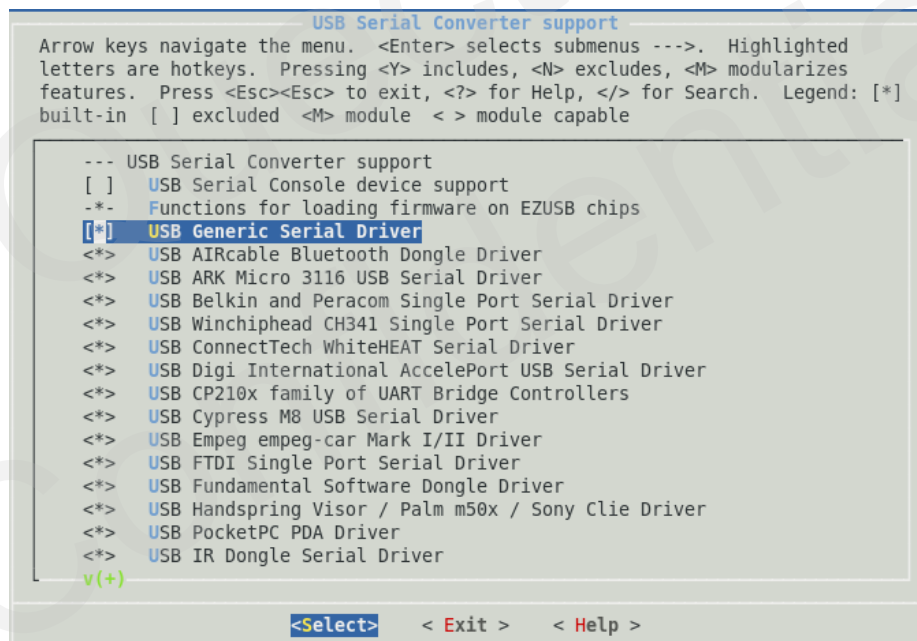 USB Serial Converter support
Arrow keys navigate the menu.  <Enter> selects submenus --->.  Highlighted
letters are hotkeys.  Pressing <Y> includes, <N> excludes, <M> modularizes
features.  Press <Esc><Esc> to exit, <?> for Help, </> for Search.  Legend: [*]
built-in  [ ] excluded  <M> module  < > module capable
--- USB Serial Converter support
[ ]   USB Serial Console device support
-*-   Functions for loading firmware on EZUSB chips
[*]   USB Generic Serial Driver
<*>   USB AIRcable Bluetooth Dongle Driver
<*>   USB ARK Micro 3116 USB Serial Driver
<*>   USB Belkin and Peracom Single Port Serial Driver
<*>   USB Winchiphead CH341 Single Port Serial Driver
<*>   USB ConnectTech WhiteHEAT Serial Driver
<*>   USB Digi International AccelePort USB Serial Driver
<*>   USB CP210x family of UART Bridge Controllers
<*>   USB Cypress M8 USB Serial Driver
<*>   USB Empeg empeg-car Mark I/II Driver
<*>   USB FTDI Single Port Serial Driver
<*>   USB Fundamental Software Dongle Driver
<*>   USB Handspring Visor / Palm m50x / Sony Clie Driver
<*>   USB PocketPC PDA Driver
<*>   USB IR Dongle Serial Driver
v(+)
<Select>    < Exit >    < Help >